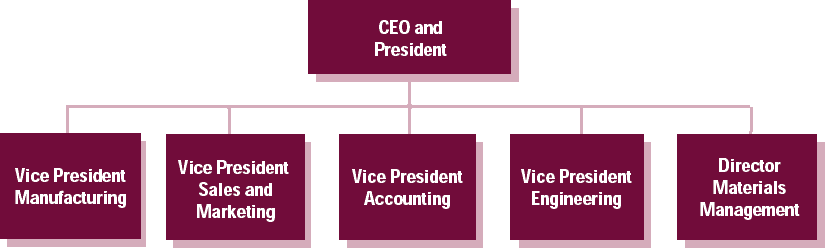 CEO and
President
Vice President
Manufacturing
Vice President
Sales and
Marketing
Vice President
Accounting
Vice President
Engineering
Director
Materials
Management